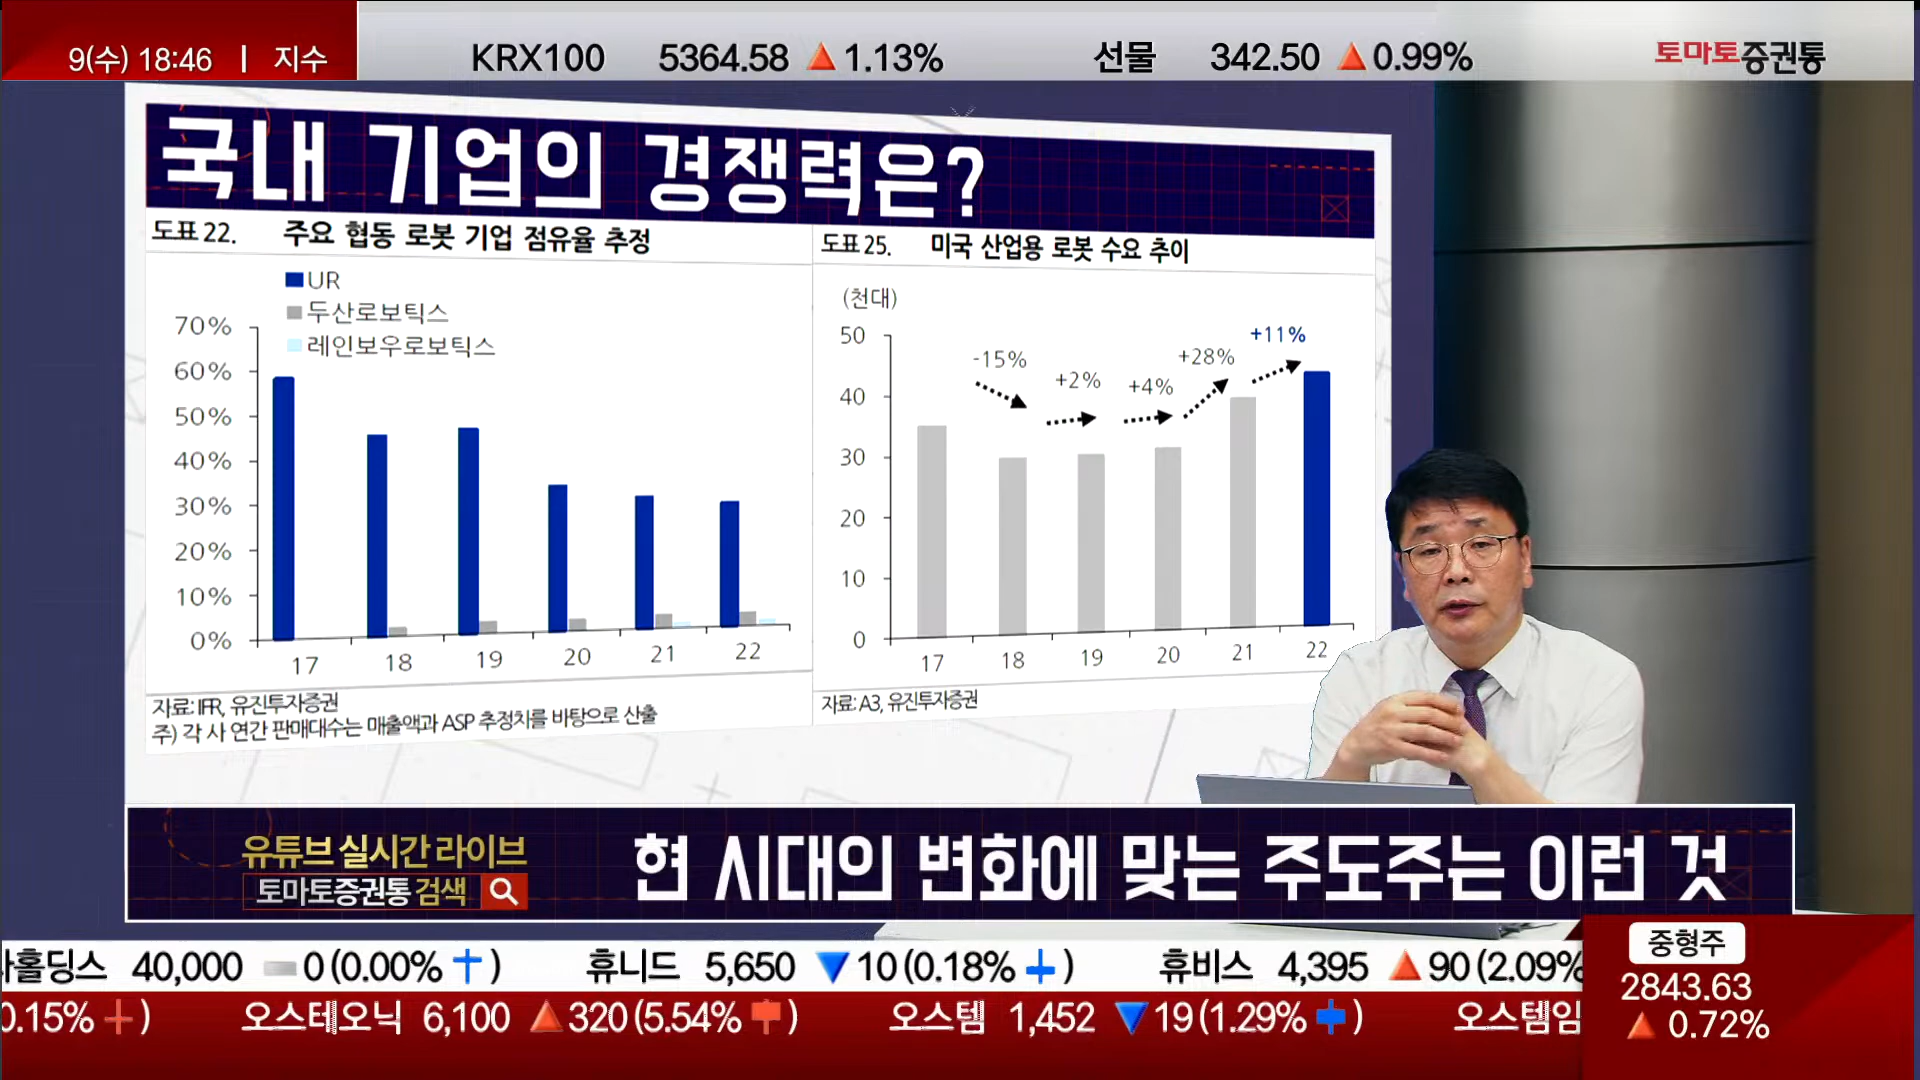 9(수) 18:46 | 지수
KRX100 5364.58 ▲1.13% 선물 342.50 ▲0.99%
토마토증권통
국내 기업의 경쟁력은?
도표 22. 주요 협동 로봇 기업 점유율 추정
UR
두산로보틱스
레인보우로보틱스
70%
60%
50%
40%
30%
20%
10%
0%
17 18 19 20 21 22
자료: IFR, 유진투자증권
주) 각 사 연간 판매대수는 매출액과 ASP 추정치를 바탕으로 산출
도표 25. 미국 산업용 로봇 수요 추이
(천대)
50
40
30
20
10
0
-15% +2% +4% +28% +11%
17 18 19 20 21 22
자료: A3, 유진투자증권
유튜브 실시간 라이브
토마토증권통 검색
현 시대의 변화에 맞는 주도주는 이런 것
홀딩스 40,000 0(0.00%) 휴니드 5,650 ▼10(0.18%) 휴비스 4,395 ▲90(2.09%
0.15% ) 오스테오닉 6,100 ▲320(5.54%) 오스템 1,452 ▼19(1.29%) 오스템임
중형주
2843.63
▲ 0.72%